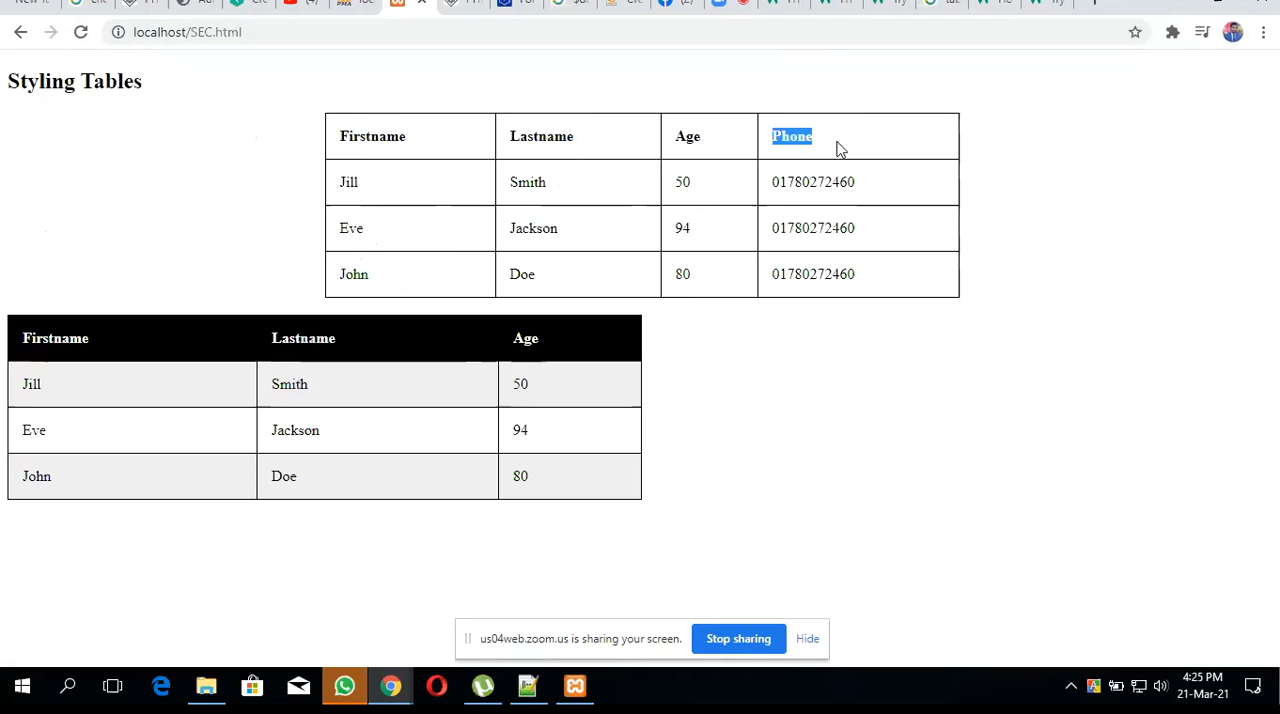 localhost/SEC.html
Styling Tables
Firstname Lastname Age Phone
Jill Smith 50 01780272460
Eve Jackson 94 01780272460
John Doe 80 01780272460
Firstname Lastname Age
Jill Smith 50
Eve Jackson 94
John Doe 80
us04web.zoom.us is sharing your screen. Stop sharing Hide
4:25 PM
21-Mar-21